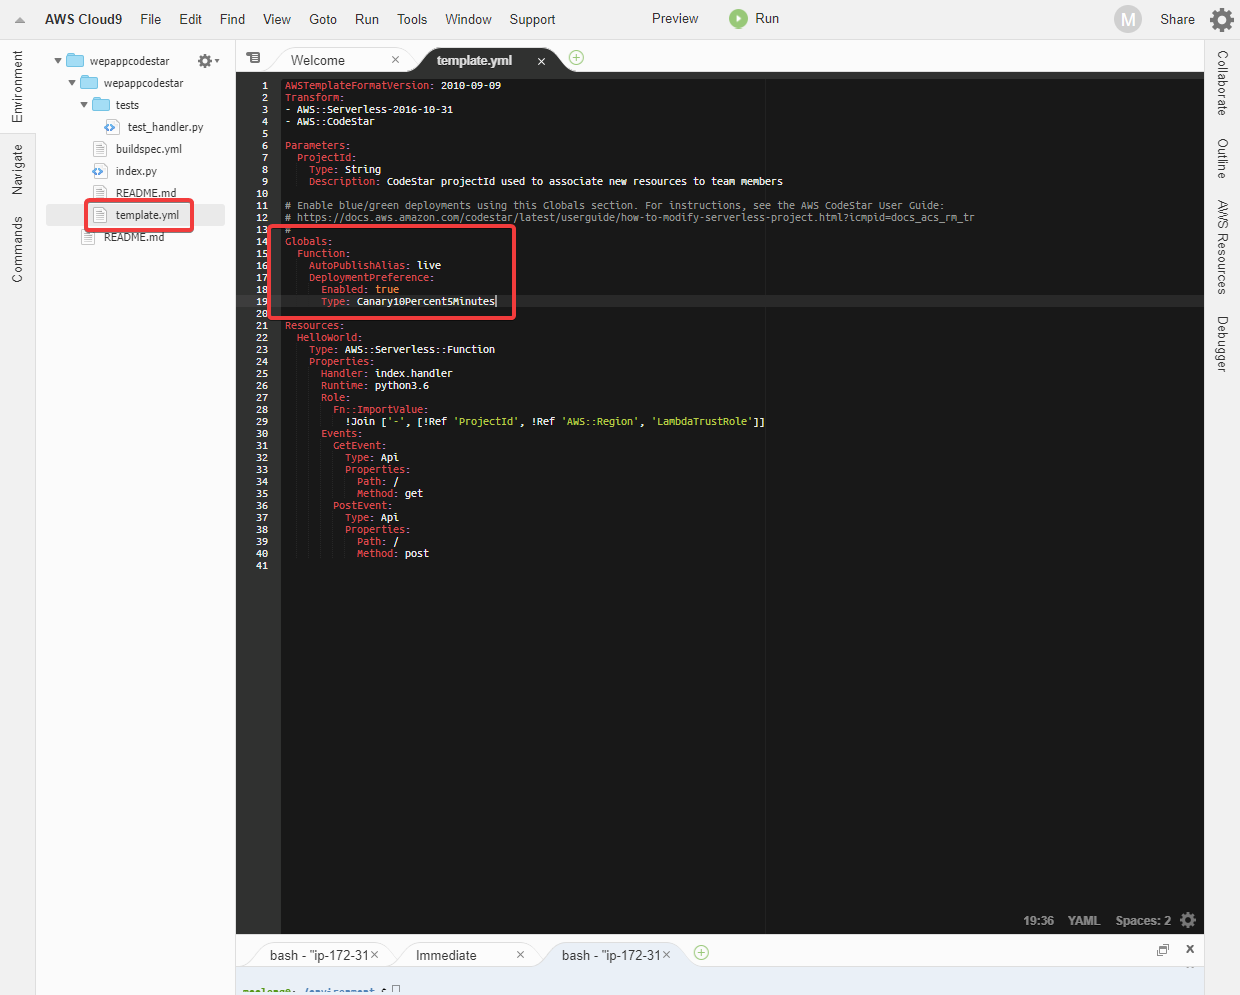 AWS Cloud9 File Edit Find View Goto Run Tools Window Support Preview Run M Share
Environment
Navigate
Commands
wepappcodestar
wepappcodestar
tests
test_handler.py
buildspec.yml
index.py
README.md
template.yml
README.md
Welcome × template.yml ×
1 AWSTemplateFormatVersion: 2010-09-09
2 Transform:
3 - AWS::Serverless-2016-10-31
4 - AWS::CodeStar
5
6 Parameters:
7   ProjectId:
8     Type: String
9     Description: CodeStar projectId used to associate new resources to team members
10
11 # Enable blue/green deployments using this Globals section. For instructions, see the AWS CodeStar User Guide:
12 # https://docs.aws.amazon.com/codestar/latest/userguide/how-to-modify-serverless-project.html?icmpid=docs_acs_rm_tr
13 #
14 Globals:
15   Function:
16     AutoPublishAlias: live
17     DeploymentPreference:
18       Enabled: true
19       Type: Canary10Percent5Minutes
20
21 Resources:
22   HelloWorld:
23     Type: AWS::Serverless::Function
24     Properties:
25       Handler: index.handler
26       Runtime: python3.6
27       Role:
28         Fn::ImportValue:
29           !Join ['-', [!Ref 'ProjectId', !Ref 'AWS::Region', 'LambdaTrustRole']]
30       Events:
31         GetEvent:
32           Type: Api
33           Properties:
34             Path: /
35             Method: get
36         PostEvent:
37           Type: Api
38           Properties:
39             Path: /
40             Method: post
41
19:36 YAML Spaces: 2
Collaborate
Outline
AWS Resources
Debugger
bash - "ip-172-31 × Immediate × bash - "ip-172-31 ×
:/environment $